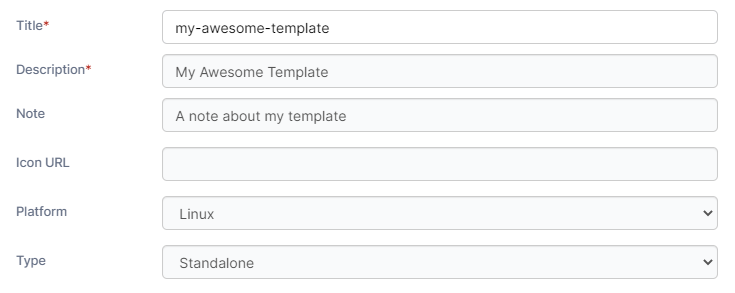 Title* my-awesome-template
Description* My Awesome Template
Note A note about my template
Icon URL
Platform Linux
Type Standalone